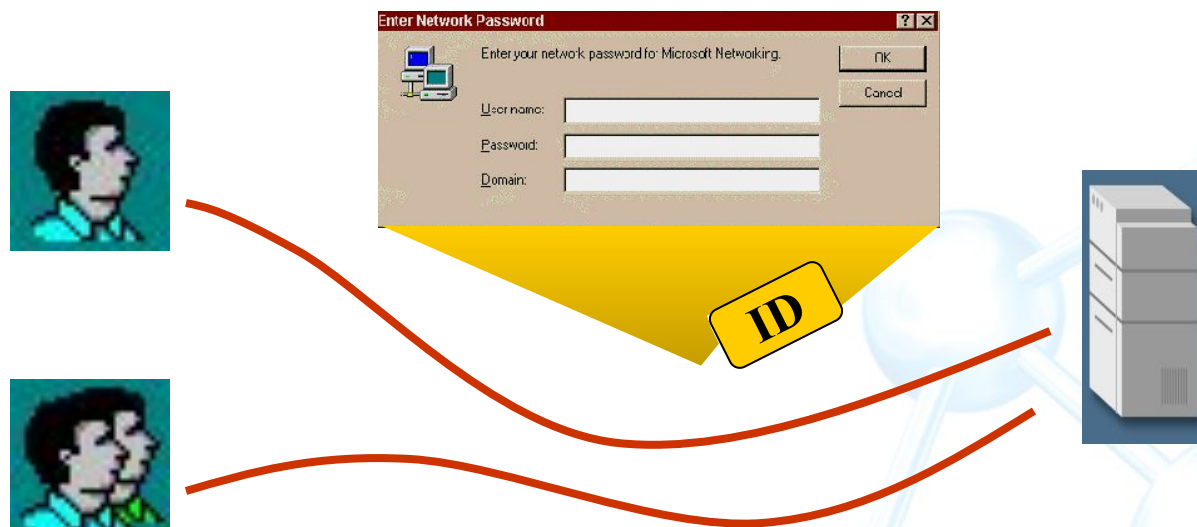 Enter Network Password
? X
Enter your network password for Microsoft Networking.
OK
Cancel
User name:
Password:
Domain:
ID